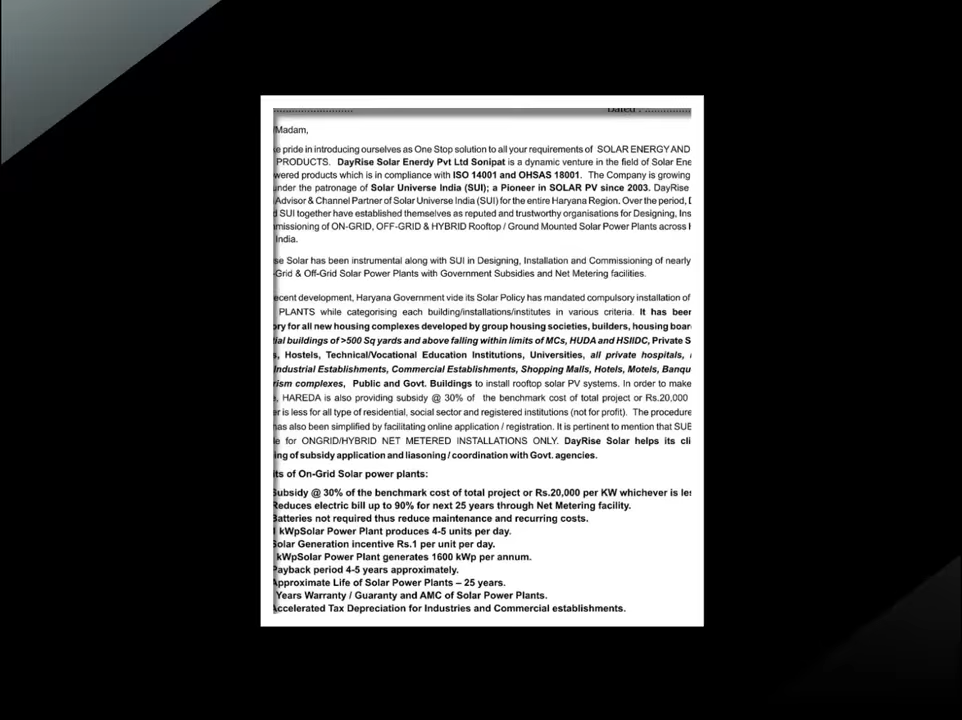 Dated : ..................
/Madam,
e pride in introducing ourselves as One Stop solution to all your requirements of SOLAR ENERGY AND
PRODUCTS. DayRise Solar Enerdy Pvt Ltd Sonipat is a dynamic venture in the field of Solar Ene
wered products which is in compliance with ISO 14001 and OHSAS 18001. The Company is growing
under the patronage of Solar Universe India (SUI); a Pioneer in SOLAR PV since 2003. DayRise
Advisor & Channel Partner of Solar Universe India (SUI) for the entire Haryana Region. Over the period,
d SUI together have established themselves as reputed and trustworthy organisations for Designing, Ins
missioning of ON-GRID, OFF-GRID & HYBRID Rooftop / Ground Mounted Solar Power Plants across
India.
se Solar has been instrumental along with SUI in Designing, Installation and Commissioning of nearly
-Grid & Off-Grid Solar Power Plants with Government Subsidies and Net Metering facilities.
ecent development, Haryana Government vide its Solar Policy has mandated compulsory installation of
PLANTS while categorising each building/installations/institutes in various criteria. It has been
ory for all new housing complexes developed by group housing societies, builders, housing boar
tial buildings of >500 Sq yards and above falling within limits of MCs, HUDA and HSIIDC, Private S
s, Hostels, Technical/Vocational Education Institutions, Universities, all private hospitals,
Industrial Establishments, Commercial Establishments, Shopping Malls, Hotels, Motels, Banqu
rism complexes, Public and Govt. Buildings to install rooftop solar PV systems. In order to make
, HAREDA is also providing subsidy @ 30% of the benchmark cost of total project or Rs.20,000
er is less for all type of residential, social sector and registered institutions (not for profit). The procedure
has also been simplified by facilitating online application / registration. It is pertinent to mention that SUB
le for ONGRID/HYBRID NET METERED INSTALLATIONS ONLY. DayRise Solar helps its cli
ing of subsidy application and liasoning / coordination with Govt. agencies.
its of On-Grid Solar power plants:
Subsidy @ 30% of the benchmark cost of total project or Rs.20,000 per KW whichever is les
Reduces electric bill up to 90% for next 25 years through Net Metering facility.
Batteries not required thus reduce maintenance and recurring costs.
1 kWpSolar Power Plant produces 4-5 units per day.
Solar Generation incentive Rs.1 per unit per day.
kWpSolar Power Plant generates 1600 kWp per annum.
Payback period 4-5 years approximately.
Approximate Life of Solar Power Plants – 25 years.
Years Warranty / Guaranty and AMC of Solar Power Plants.
Accelerated Tax Depreciation for Industries and Commercial establishments.